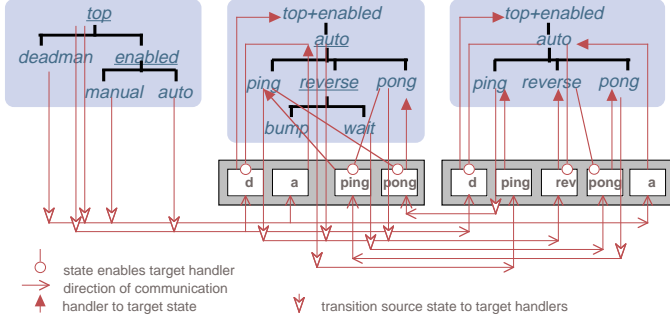 top
deadman
enabled
manual
auto
top+enabled
auto
ping
reverse
pong
bump
wait
top+enabled
auto
ping
reverse
pong
d
a
ping
pong
d
ping
rev
pong
a
state enables target handler
direction of communication
handler to target state
transition source state to target handlers